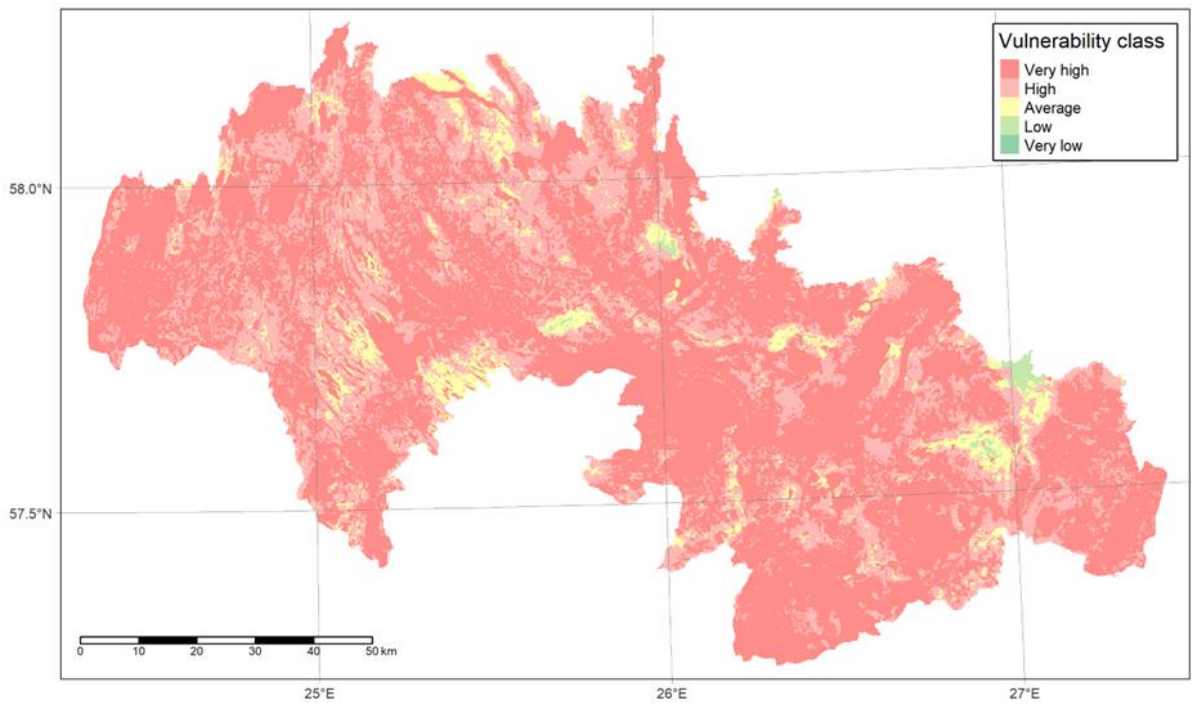 Vulnerability class
Very high
High
Average
Low
Very low
58.0°N
57.5°N
0 10 20 30 40 50 km
25°E 26°E 27°E